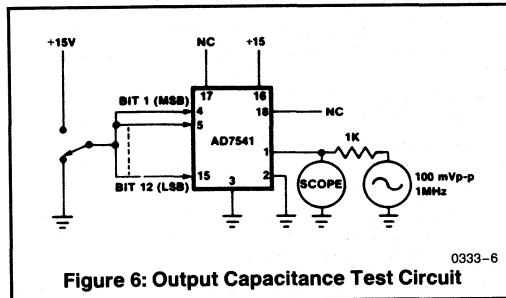 +15V
NC
+15
17
16
BIT 1 (MSB)
4
18
NC
5
AD7541
1K
1
100 mVp-p
1MHz
SCOPE
15
3
2
BIT 12 (LSB)
0333-6
Figure 6: Output Capacitance Test Circuit